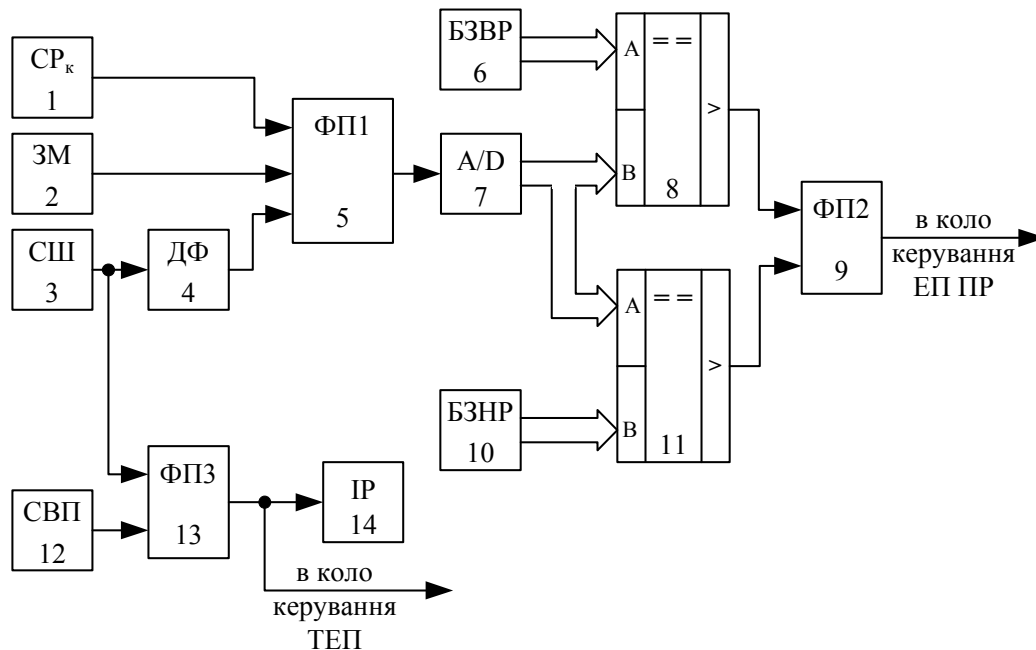 СРк
1
ЗМ
2
СШ
3
ДФ
4
ФП1
5
БЗВР
6
A/D
7
A
= =
>
B
8
ФП2
9
в коло
керування
ЕП ПР
A
= =
>
B
11
БЗНР
10
СВП
12
ФП3
13
ІР
14
в коло
керування
ТЕП